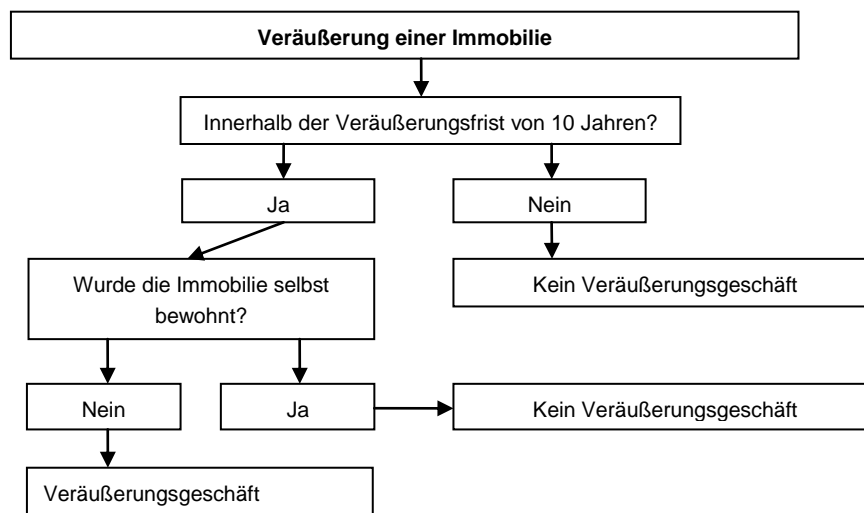 Veräußerung einer Immobilie
Innerhalb der Veräußerungsfrist von 10 Jahren?
Ja
Nein
Wurde die Immobilie selbst
bewohnt?
Kein Veräußerungsgeschäft
Nein
Ja
Kein Veräußerungsgeschäft
Veräußerungsgeschäft